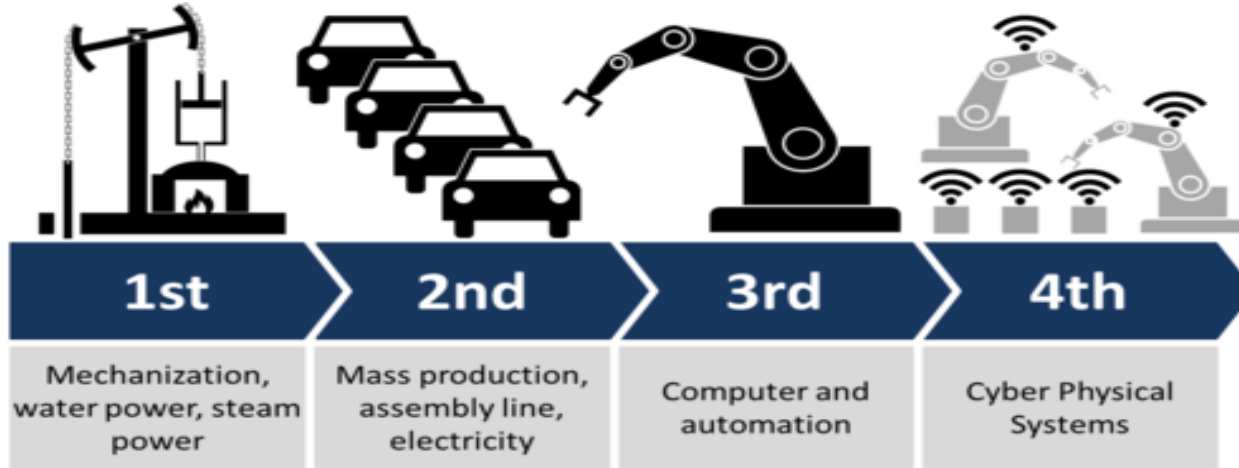 1st
2nd
3rd
4th
Mechanization,
water power, steam
power
Mass production,
assembly line,
electricity
Computer and
automation
Cyber Physical
Systems